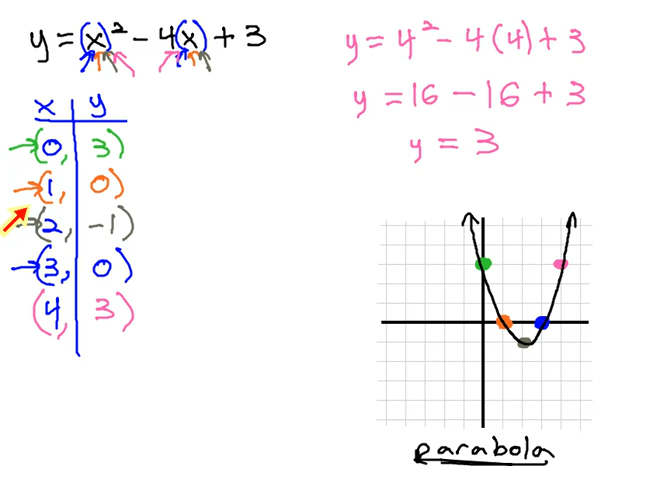 y = (x)² - 4(x) + 3
x y
(0, 3)
(1, 0)
(2, -1)
(3, 0)
(4, 3)
y = 4² - 4(4) + 3
y = 16 - 16 + 3
y = 3
parabola